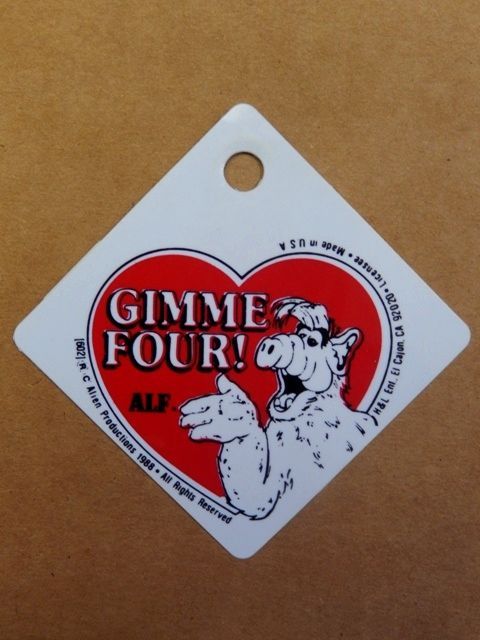 GIMME
FOUR!
ALF
[602] R/C Alien Productions 1988 • All Rights Reserved
H&L Ent. El Cajon, CA 92020 • Licensee • Made in USA